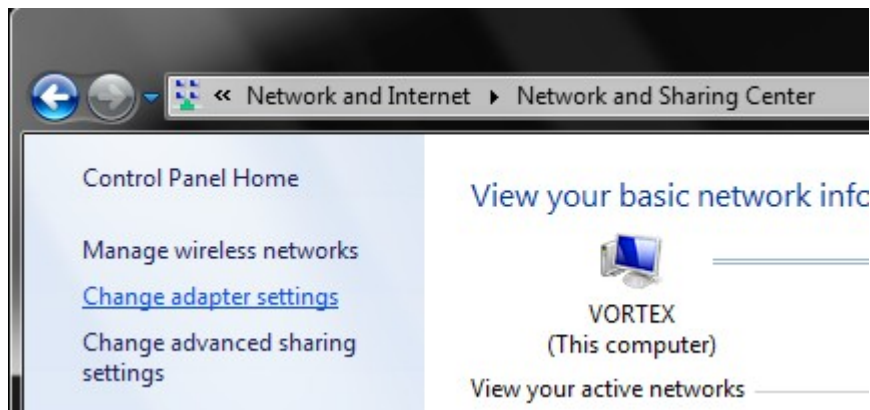 « Network and Internet ▸ Network and Sharing Center
Control Panel Home
Manage wireless networks
Change adapter settings
Change advanced sharing
settings
View your basic network info
VORTEX
(This computer)
View your active networks